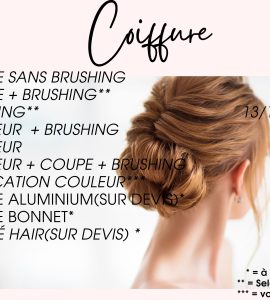 Coiffure
E SANS BRUSHING
E + BRUSHING**
ING**
13/1
EUR + BRUSHING
EUR
EUR + COUPE + BRUSHING
CATION COULEUR***
E ALUMINIUM(SUR DEVIS)*
E BONNET*
É HAIR(SUR DEVIS) *
* = à
** = Sel
*** = vo